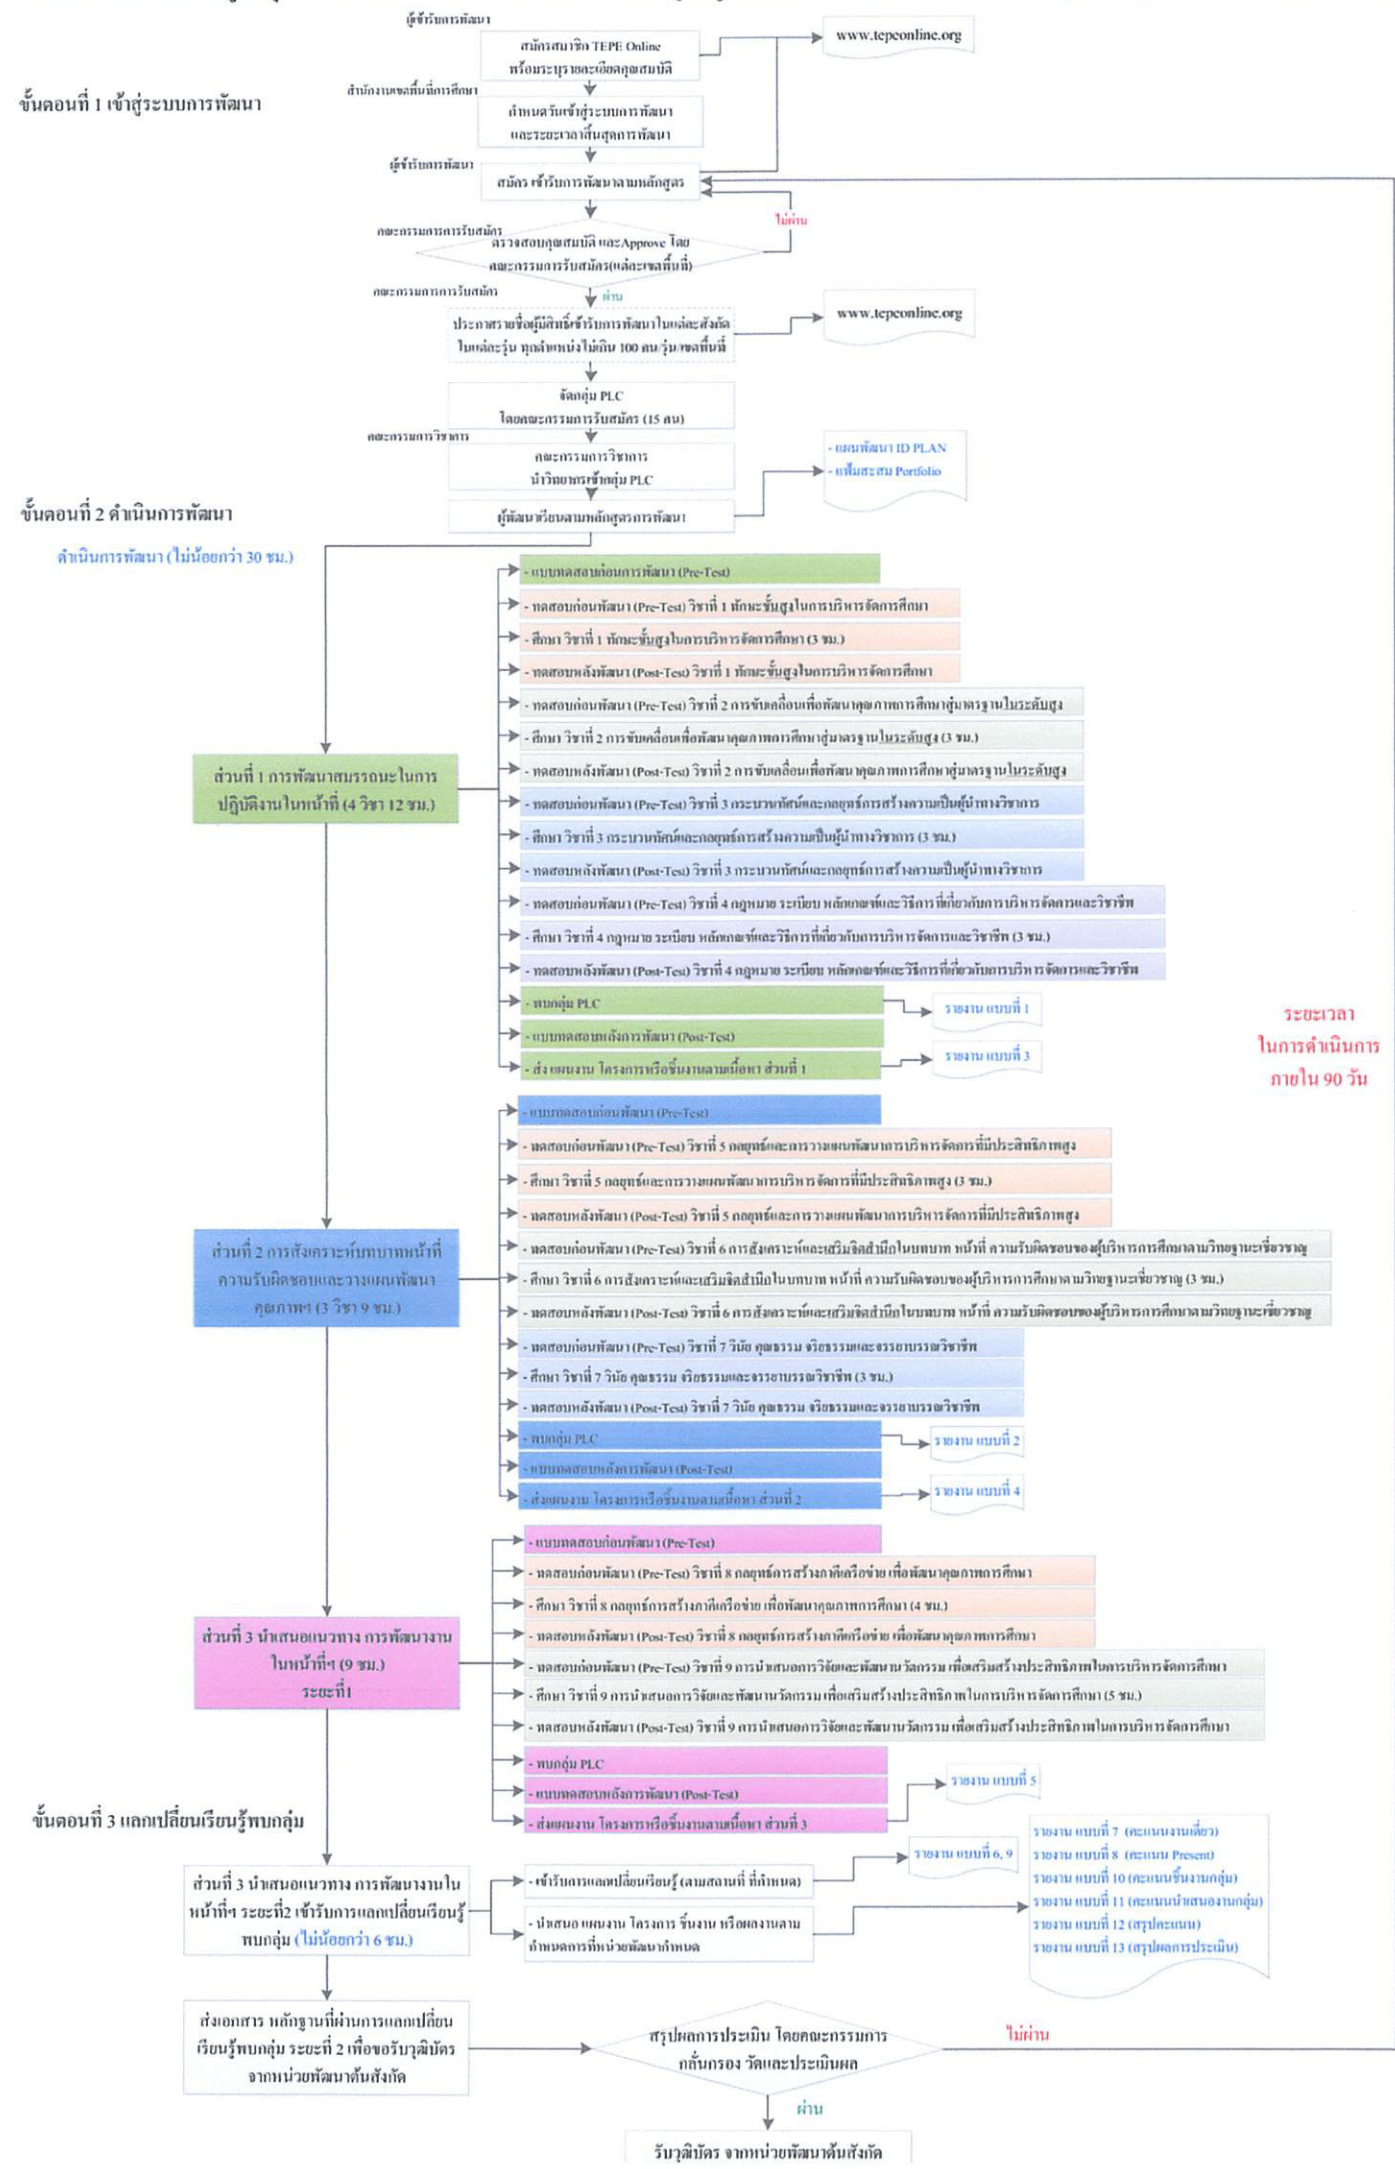 ผู้เข้ารับการพัฒนา
สมัครสมาชิก TEPE Online
พร้อมระบุรายละเอียดคุณสมบัติ
www.tepeonline.org
สำนักงานเขตพื้นที่การศึกษา
ขั้นตอนที่ 1 เข้าสู่ระบบการพัฒนา
กำหนดวันเข้าสู่ระบบการพัฒนา
และระยะเวลาสิ้นสุดการพัฒนา
ผู้เข้ารับการพัฒนา
สมัคร เข้ารับการพัฒนาตามหลักสูตร
ไม่ผ่าน
คณะกรรมการการรับสมัคร
ตรวจสอบคุณสมบัติ และApprove โดย
คณะกรรมการรับสมัคร(แต่ละเขตพื้นที่)
คณะกรรมการการรับสมัคร
ผ่าน
ประกาศรายชื่อผู้มีสิทธิ์เข้ารับการพัฒนาในแต่ละสังกัด
ในแต่ละรุ่น ทุกตำแหน่งไม่เกิน 100 คน/รุ่น/เขตพื้นที่
www.tepeonline.org
จัดกลุ่ม PLC
โดยคณะกรรมการรับสมัคร (15 คน)
คณะกรรมการวิชาการ
คณะกรรมการวิชาการ
นำวิทยากรเข้ากลุ่ม PLC
- แผนพัฒนา ID PLAN
- แฟ้มสะสม Portfolio
ขั้นตอนที่ 2 ดำเนินการพัฒนา
ผู้พัฒนาเรียนตามหลักสูตรการพัฒนา
ดำเนินการพัฒนา (ไม่น้อยกว่า 30 ชม.)
- แบบทดสอบก่อนการพัฒนา (Pre-Test)
- ทดสอบก่อนพัฒนา (Pre-Test) วิชาที่ 1 ทักษะขั้นสูงในการบริหารจัดการศึกษา
- ศึกษา วิชาที่ 1 ทักษะขั้นสูงในการบริหารจัดการศึกษา (3 ชม.)
- ทดสอบหลังพัฒนา (Post-Test) วิชาที่ 1 ทักษะขั้นสูงในการบริหารจัดการศึกษา
- ทดสอบก่อนพัฒนา (Pre-Test) วิชาที่ 2 การขับเคลื่อนเพื่อพัฒนาคุณภาพการศึกษาสู่มาตรฐานในระดับสูง
- ศึกษา วิชาที่ 2 การขับเคลื่อนเพื่อพัฒนาคุณภาพการศึกษาสู่มาตรฐานในระดับสูง (3 ชม.)
- ทดสอบหลังพัฒนา (Post-Test) วิชาที่ 2 การขับเคลื่อนเพื่อพัฒนาคุณภาพการศึกษาสู่มาตรฐานในระดับสูง
ส่วนที่ 1 การพัฒนาสมรรถนะในการ
ปฏิบัติงานในหน้าที่ (4 วิชา 12 ชม.)
- ทดสอบก่อนพัฒนา (Pre-Test) วิชาที่ 3 กระบวนทัศน์และกลยุทธ์การสร้างความเป็นผู้นำทางวิชาการ
- ศึกษา วิชาที่ 3 กระบวนทัศน์และกลยุทธ์การสร้างความเป็นผู้นำทางวิชาการ (3 ชม.)
- ทดสอบหลังพัฒนา (Post-Test) วิชาที่ 3 กระบวนทัศน์และกลยุทธ์การสร้างความเป็นผู้นำทางวิชาการ
- ทดสอบก่อนพัฒนา (Pre-Test) วิชาที่ 4 กฎหมาย ระเบียบ หลักเกณฑ์และวิธีการที่เกี่ยวกับการบริหารจัดการและวิชาชีพ
- ศึกษา วิชาที่ 4 กฎหมาย ระเบียบ หลักเกณฑ์และวิธีการที่เกี่ยวกับการบริหารจัดการและวิชาชีพ (3 ชม.)
- ทดสอบหลังพัฒนา (Post-Test) วิชาที่ 4 กฎหมาย ระเบียบ หลักเกณฑ์และวิธีการที่เกี่ยวกับการบริหารจัดการและวิชาชีพ
- พบกลุ่ม PLC
รายงาน แบบที่ 1
- แบบทดสอบหลังการพัฒนา (Post-Test)
- ส่ง แผนงาน โครงการหรือชิ้นงานตามเนื้อหา ส่วนที่ 1
รายงาน แบบที่ 3
ระยะเวลา
ในการดำเนินการ
ภายใน 90 วัน
- แบบทดสอบก่อนพัฒนา (Pre-Test)
- ทดสอบก่อนพัฒนา (Pre-Test) วิชาที่ 5 กลยุทธ์และการวางแผนพัฒนาการบริหารจัดการที่มีประสิทธิภาพสูง
- ศึกษา วิชาที่ 5 กลยุทธ์และการวางแผนพัฒนาการบริหารจัดการที่มีประสิทธิภาพสูง (3 ชม.)
- ทดสอบหลังพัฒนา (Post-Test) วิชาที่ 5 กลยุทธ์และการวางแผนพัฒนาการบริหารจัดการที่มีประสิทธิภาพสูง
ส่วนที่ 2 การสังเคราะห์บทบาทหน้าที่
ความรับผิดชอบและวางแผนพัฒนา
คุณภาพฯ (3 วิชา 9 ชม.)
- ทดสอบก่อนพัฒนา (Pre-Test) วิชาที่ 6 การสังเคราะห์และเสริมจิตสำนึกในบทบาท หน้าที่ ความรับผิดชอบของผู้บริหารการศึกษาตามวิทยฐานะเชี่ยวชาญ
- ศึกษา วิชาที่ 6 การสังเคราะห์และเสริมจิตสำนึกในบทบาท หน้าที่ ความรับผิดชอบของผู้บริหารการศึกษาตามวิทยฐานะเชี่ยวชาญ (3 ชม.)
- ทดสอบหลังพัฒนา (Post-Test) วิชาที่ 6 การสังเคราะห์และเสริมจิตสำนึกในบทบาท หน้าที่ ความรับผิดชอบของผู้บริหารการศึกษาตามวิทยฐานะเชี่ยวชาญ
- ทดสอบก่อนพัฒนา (Pre-Test) วิชาที่ 7 วินัย คุณธรรม จริยธรรมและจรรยาบรรณวิชาชีพ
- ศึกษา วิชาที่ 7 วินัย คุณธรรม จริยธรรมและจรรยาบรรณวิชาชีพ (3 ชม.)
- ทดสอบหลังพัฒนา (Post-Test) วิชาที่ 7 วินัย คุณธรรม จริยธรรมและจรรยาบรรณวิชาชีพ
- พบกลุ่ม PLC
รายงาน แบบที่ 2
- แบบทดสอบหลังการพัฒนา (Post-Test)
- ส่งแผนงาน โครงการหรือชิ้นงานตามเนื้อหา ส่วนที่ 2
รายงาน แบบที่ 4
- แบบทดสอบก่อนพัฒนา (Pre-Test)
- ทดสอบก่อนพัฒนา (Pre-Test) วิชาที่ 8 กลยุทธ์การสร้างภาคีเครือข่าย เพื่อพัฒนาคุณภาพการศึกษา
- ศึกษา วิชาที่ 8 กลยุทธ์การสร้างภาคีเครือข่าย เพื่อพัฒนาคุณภาพการศึกษา (4 ชม.)
- ทดสอบหลังพัฒนา (Post-Test) วิชาที่ 8 กลยุทธ์การสร้างภาคีเครือข่าย เพื่อพัฒนาคุณภาพการศึกษา
ส่วนที่ 3 นำเสนอแนวทาง การพัฒนางาน
ในหน้าที่ฯ (9 ชม.)
ระยะที่1
- ทดสอบก่อนพัฒนา (Pre-Test) วิชาที่ 9 การนำเสนอการวิจัยและพัฒนานวัตกรรม เพื่อเสริมสร้างประสิทธิภาพในการบริหารจัดการศึกษา
- ศึกษา วิชาที่ 9 การนำเสนอการวิจัยและพัฒนานวัตกรรม เพื่อเสริมสร้างประสิทธิภาพในการบริหารจัดการศึกษา (5 ชม.)
- ทดสอบหลังพัฒนา (Post-Test) วิชาที่ 9 การนำเสนอการวิจัยและพัฒนานวัตกรรม เพื่อเสริมสร้างประสิทธิภาพในการบริหารจัดการศึกษา
- พบกลุ่ม PLC
- แบบทดสอบหลังการพัฒนา (Post-Test)
รายงาน แบบที่ 5
- ส่งแผนงาน โครงการหรือชิ้นงานตามเนื้อหา ส่วนที่ 3
ขั้นตอนที่ 3 แลกเปลี่ยนเรียนรู้พบกลุ่ม
ส่วนที่ 3 นำเสนอแนวทาง การพัฒนางานใน
หน้าที่ฯ ระยะที่2 เข้ารับการแลกเปลี่ยนเรียนรู้
พบกลุ่ม (ไม่น้อยกว่า 6 ชม.)
- เข้ารับการแลกเปลี่ยนเรียนรู้ (ตามสถานที่ ที่กำหนด)
รายงาน แบบที่ 6, 9
- นำเสนอ แผนงาน โครงการ ชิ้นงาน หรือผลงานตาม
กำหนดการที่หน่วยพัฒนากำหนด
รายงาน แบบที่ 7 (คะแนนงานเดี่ยว)
รายงาน แบบที่ 8 (คะแนน Present)
รายงาน แบบที่ 10 (คะแนนชิ้นงานกลุ่ม)
รายงาน แบบที่ 11 (คะแนนนำเสนองานกลุ่ม)
รายงาน แบบที่ 12 (สรุปคะแนน)
รายงาน แบบที่ 13 (สรุปผลการประเมิน)
ส่งเอกสาร หลักฐานที่ผ่านการแลกเปลี่ยน
เรียนรู้พบกลุ่ม ระยะที่ 2 เพื่อขอรับวุฒิบัตร
จากหน่วยพัฒนาต้นสังกัด
สรุปผลการประเมิน โดยคณะกรรมการ
กลั่นกรอง วัดและประเมินผล
ไม่ผ่าน
ผ่าน
รับวุฒิบัตร จากหน่วยพัฒนาต้นสังกัด